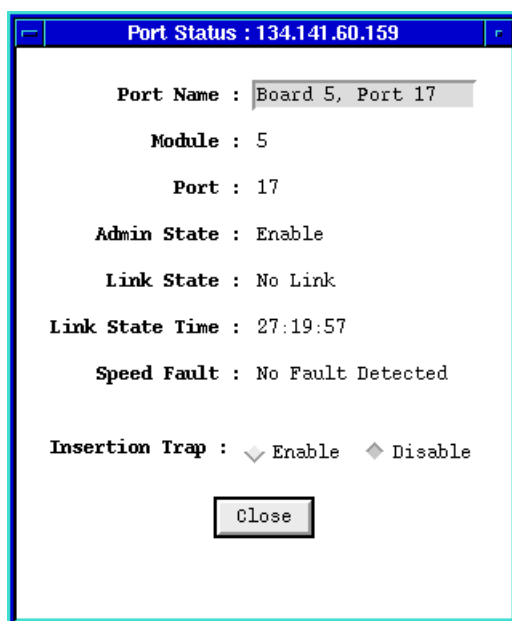 Port Status : 134.141.60.159
Port Name : Board 5, Port 17
Module : 5
Port : 17
Admin State : Enable
Link State : No Link
Link State Time : 27:19:57
Speed Fault : No Fault Detected
Insertion Trap : Enable Disable
Close